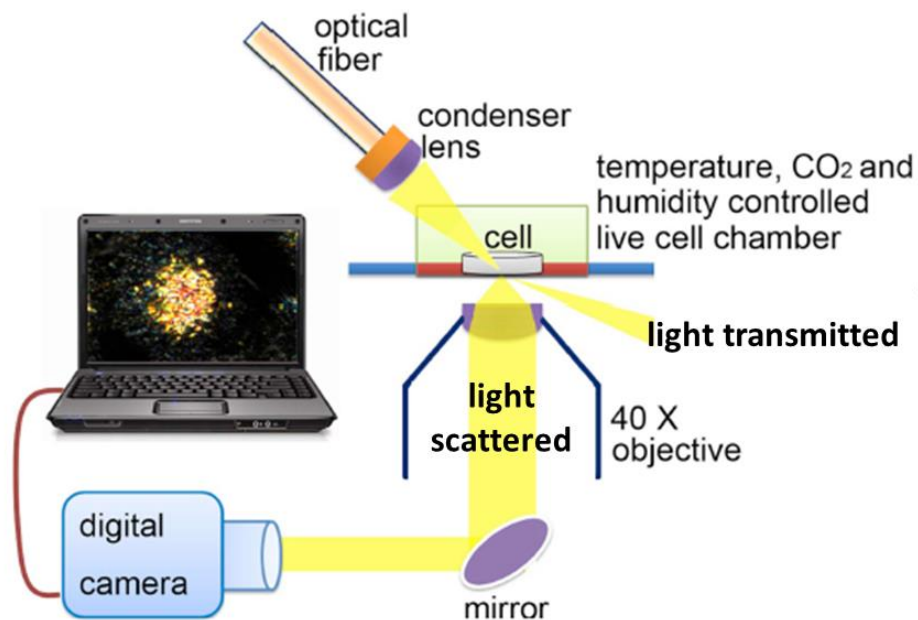 optical
fiber
condenser
lens
temperature, CO₂ and
humidity controlled
live cell chamber
cell
light transmitted
light
scattered
40 X
objective
digital
camera
mirror